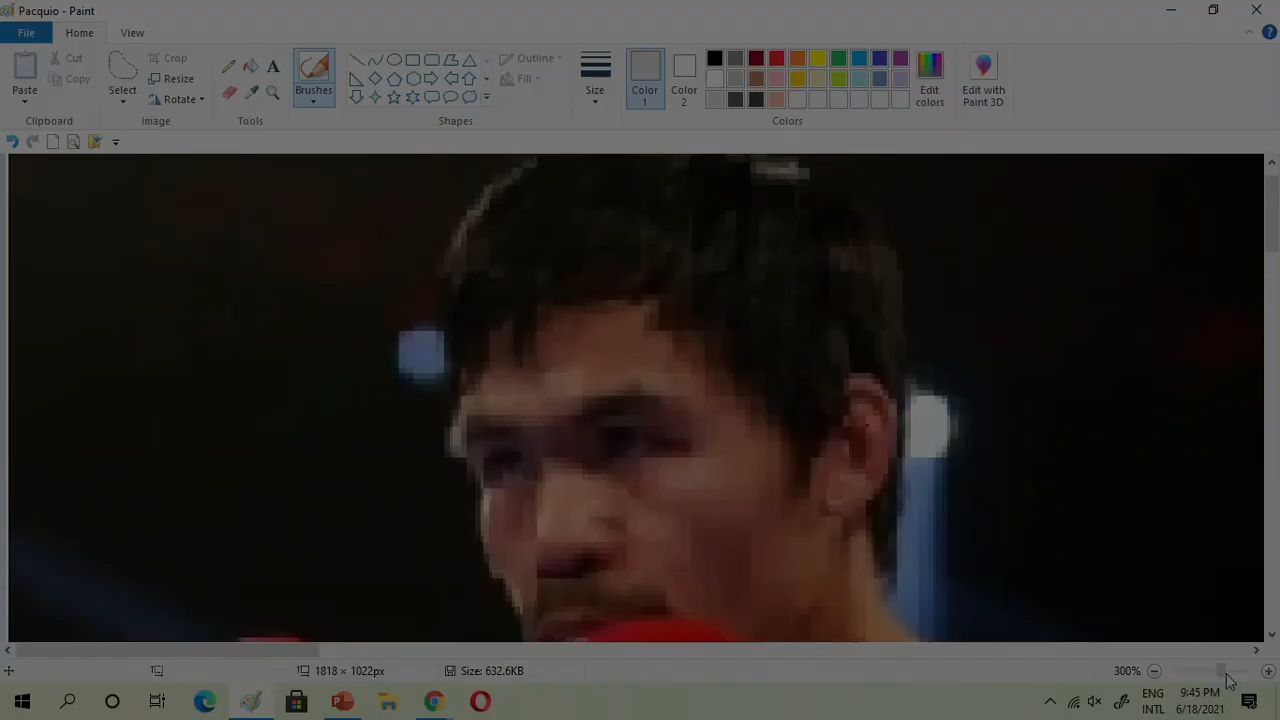 Pacquio - Paint
File
Home
View
Paste
Cut
Copy
Clipboard
Select
Crop
Resize
Rotate
Image
A
Tools
Brushes
Outline
Fill
Shapes
Size
Color
1
Color
2
Edit
colors
Colors
Edit with
Paint 3D
1818 × 1022px
Size: 632.6KB
300%
ENG
INTL
9:45 PM
6/18/2021